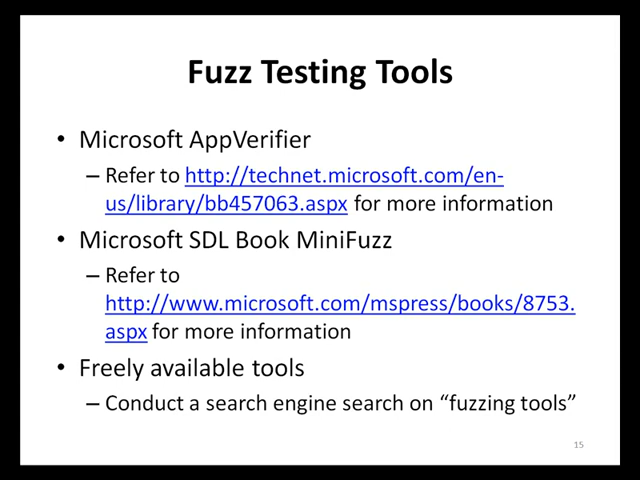 Fuzz Testing Tools
• Microsoft AppVerifier
– Refer to http://technet.microsoft.com/en-
us/library/bb457063.aspx for more information
• Microsoft SDL Book MiniFuzz
– Refer to
http://www.microsoft.com/mspress/books/8753.
aspx for more information
• Freely available tools
– Conduct a search engine search on “fuzzing tools”
15